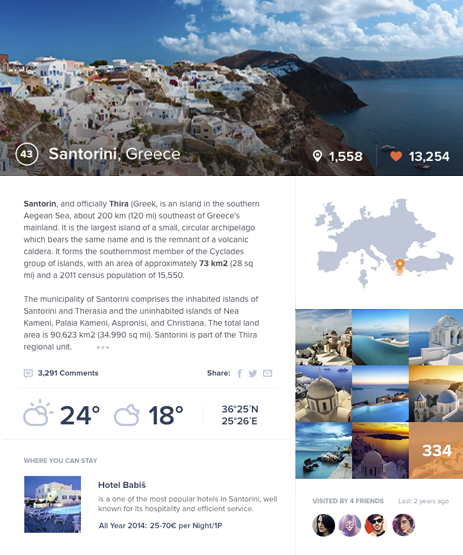 43 Santorini, Greece 1,558 13,254
Santorin, and officially Thira (Greek, is an island in the southern
Aegean Sea, about 200 km (120 mi) southeast of Greece's
mainland. It is the largest island of a small, circular archipelago
which bears the same name and is the remnant of a volcanic
caldera. It forms the southernmost member of the Cyclades
group of islands, with an area of approximately 73 km2 (28 sq
mi) and a 2011 census population of 15,550.
The municipality of Santorini comprises the inhabited islands of
Santorini and Therasia and the uninhabited islands of Nea
Kameni, Palaia Kameni, Aspronisi, and Christiana. The total land
area is 90.623 km2 (34.990 sq mi). Santorini is part of the Thira
regional unit. •••
3,291 Comments Share:
24° 18° 36°25'N
25°26'E
WHERE YOU CAN STAY
Hotel Babiš
is a one of the most popular hotels in Santorini, well
known for its hospitality and efficient service.
All Year 2014: 25-70€ per Night/1P
334
VISITED BY 4 FRIENDS Last: 2 years ago